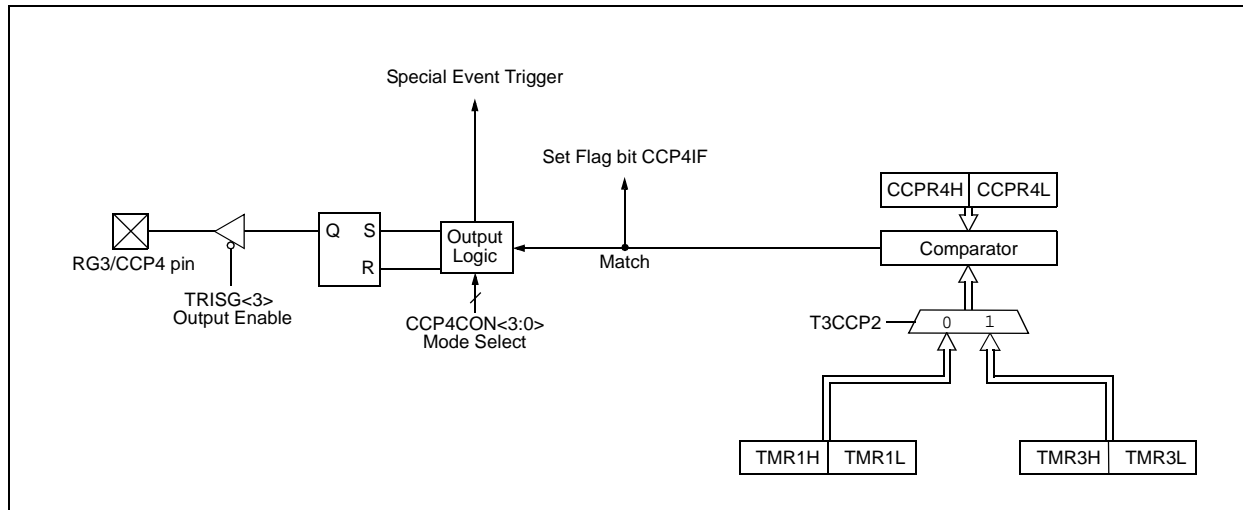 Special Event Trigger
Set Flag bit CCP4IF
CCPR4H CCPR4L
Q S
R
Output
Logic
Comparator
RG3/CCP4 pin
Match
TRISG<3>
Output Enable
CCP4CON<3:0>
Mode Select
T3CCP2
0 1
TMR1H TMR1L
TMR3H TMR3L